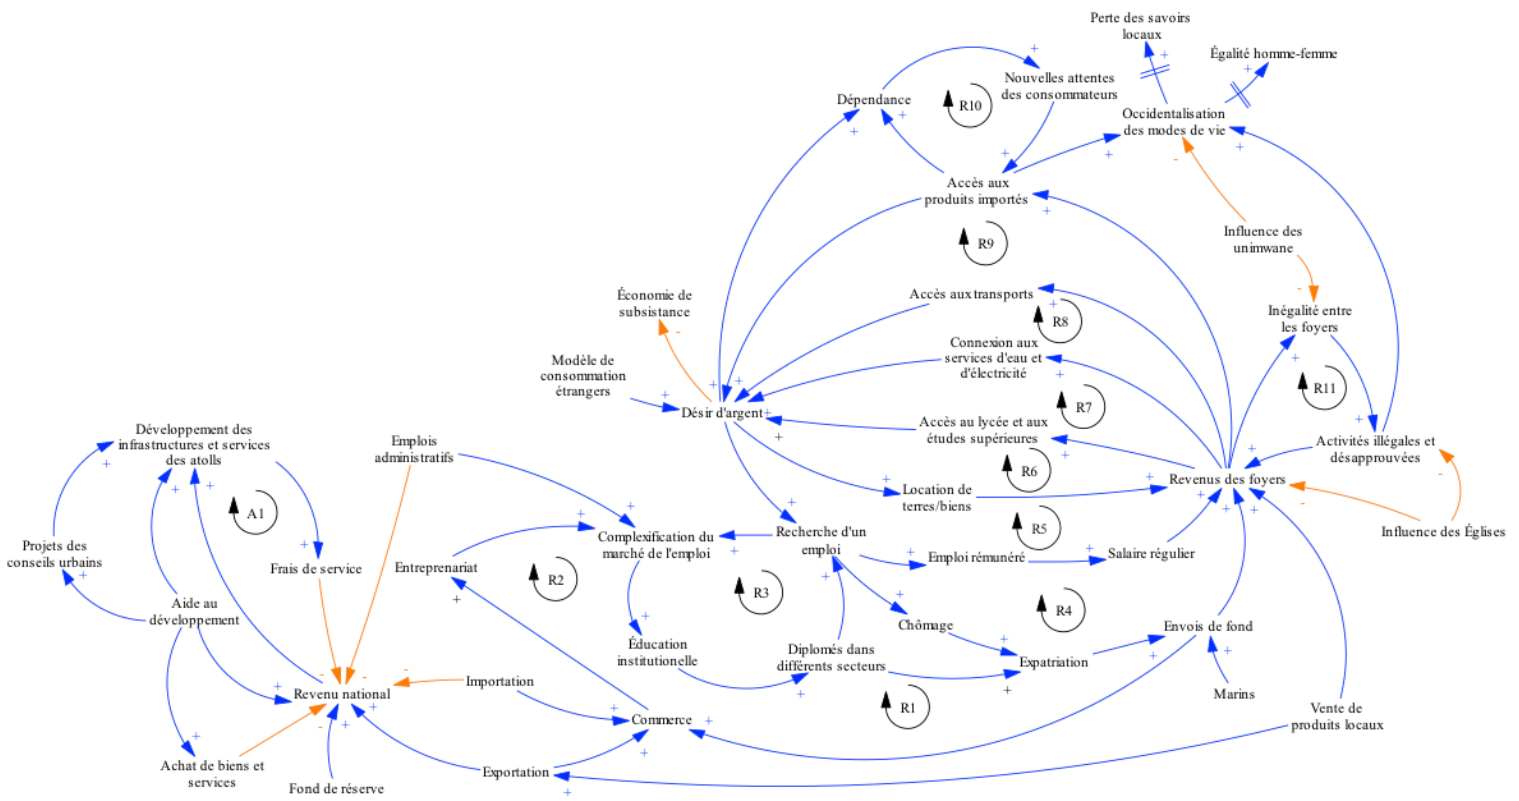 Perte des savoirs
locaux
Égalité homme-femme
Nouvelles attentes
des consommateurs
Dépendance
R10
Occidentalisation
des modes de vie
Accès aux
produits importés
R9
Influence des
unimwane
Accès aux transports
R8
Économie de
subsistance
Inégalité entre
les foyers
Connexion aux
services d'eau et
d'électricité
Modèle de
consommation
étrangers
R7
R11
Désir d'argent
Accès au lycée et aux
études supérieures
R6
Activités illégales et
désapprouvées
Revenus des foyers
Développement des
infrastructures et services
des atolls
Emplois
administratifs
A1
Location de
terres/biens
R5
Influence des Églises
Complexification du
marché de l'emploi
Recherche d'un
emploi
Emploi rémunéré
Salaire régulier
Projets des
conseils urbains
Frais de service
Entreprenariat
R2
R3
R4
Aide au
développement
Chômage
Envois de fond
Éducation
institutionelle
Diplomés dans
différents secteurs
Expatriation
Revenu national
Importation
R1
Marins
Commerce
Vente de
produits locaux
Achat de biens et
services
Exportation
Fond de réserve